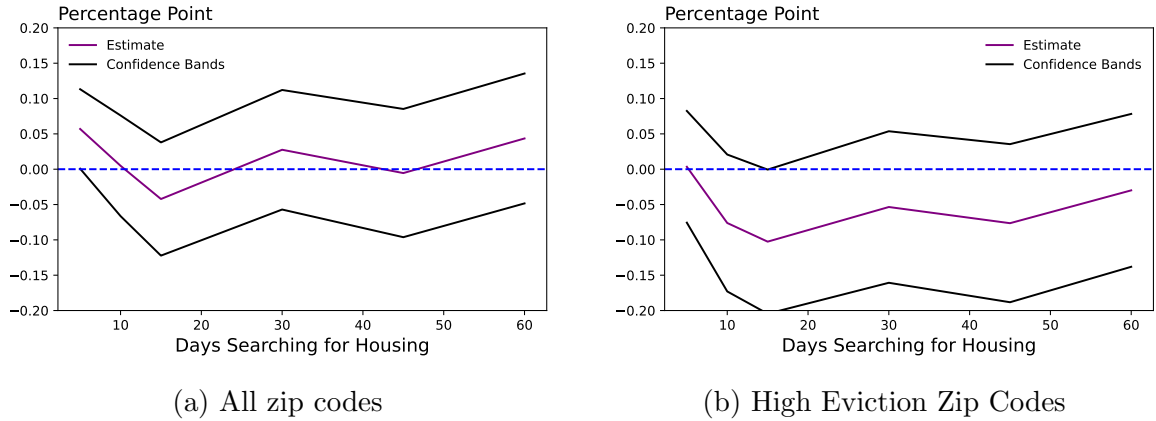 Percentage Point
0.20
0.15
0.10
0.05
0.00
−0.05
−0.10
−0.15
−0.20
Estimate
Confidence Bands
10 20 30 40 50 60
Days Searching for Housing
(a) All zip codes
Percentage Point
0.20
0.15
0.10
0.05
0.00
−0.05
−0.10
−0.15
−0.20
Estimate
Confidence Bands
10 20 30 40 50 60
Days Searching for Housing
(b) High Eviction Zip Codes